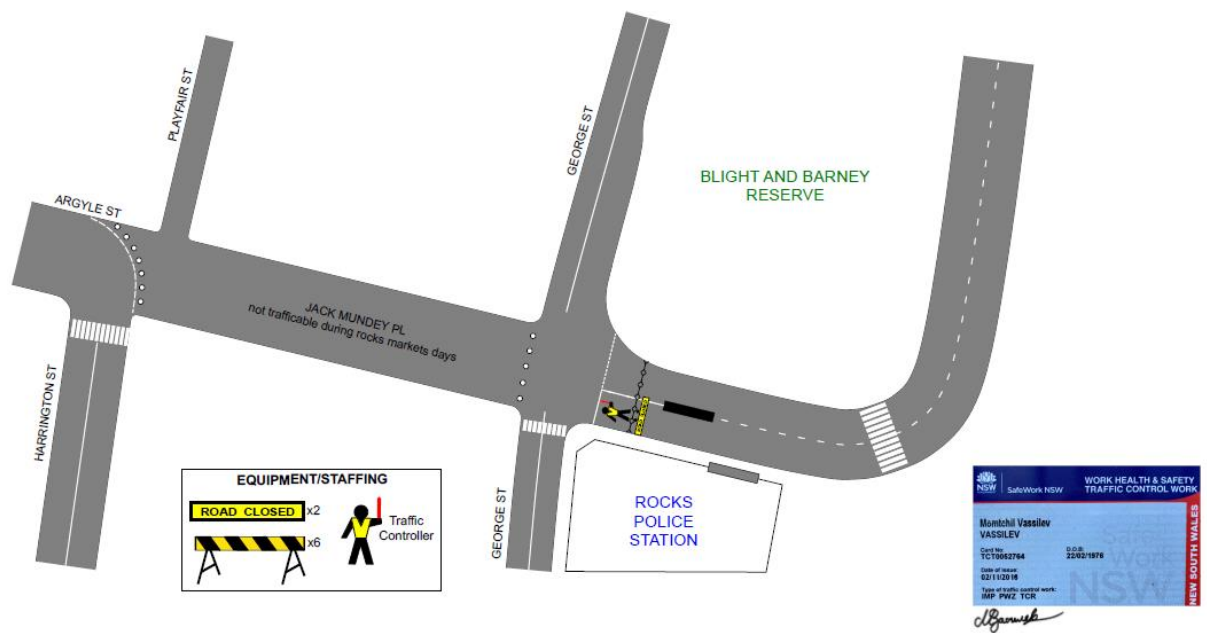 PLAYFAIR ST
GEORGE ST
BLIGHT AND BARNEY
RESERVE
ARGYLE ST
JACK MUNDEY PL
not trafficable during rocks markets days
HARRINGTON ST
GEORGE ST
ROCKS
POLICE
STATION
EQUIPMENT/STAFFING
ROAD CLOSED x2
x6
Traffic
Controller
NSW
SafeWork NSW
WORK HEALTH & SAFETY
TRAFFIC CONTROL WORK
Momtchil Vassilev
VASSILEV
Card No
TCT0052764
D.O.B:
22/02/1976
Date of issue:
02/11/2016
Type of traffic control work:
IMP PWZ TCR
Safe
Work
NSW
NEW SOUTH WALES